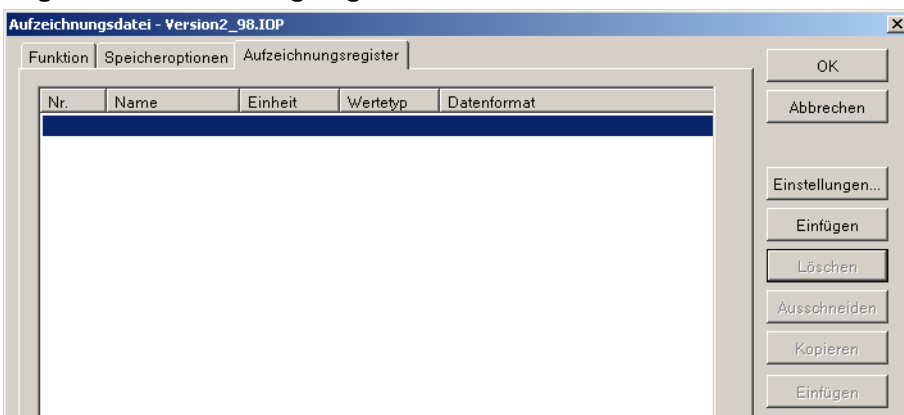 Aufzeichnungsdatei - Version2_98.IOP
Funktion Speicheroptionen Aufzeichnungsregister
Nr. Name Einheit Wertetyp Datenformat
OK
Abbrechen
Einstellungen...
Einfügen
Löschen
Ausschneiden
Kopieren
Einfügen